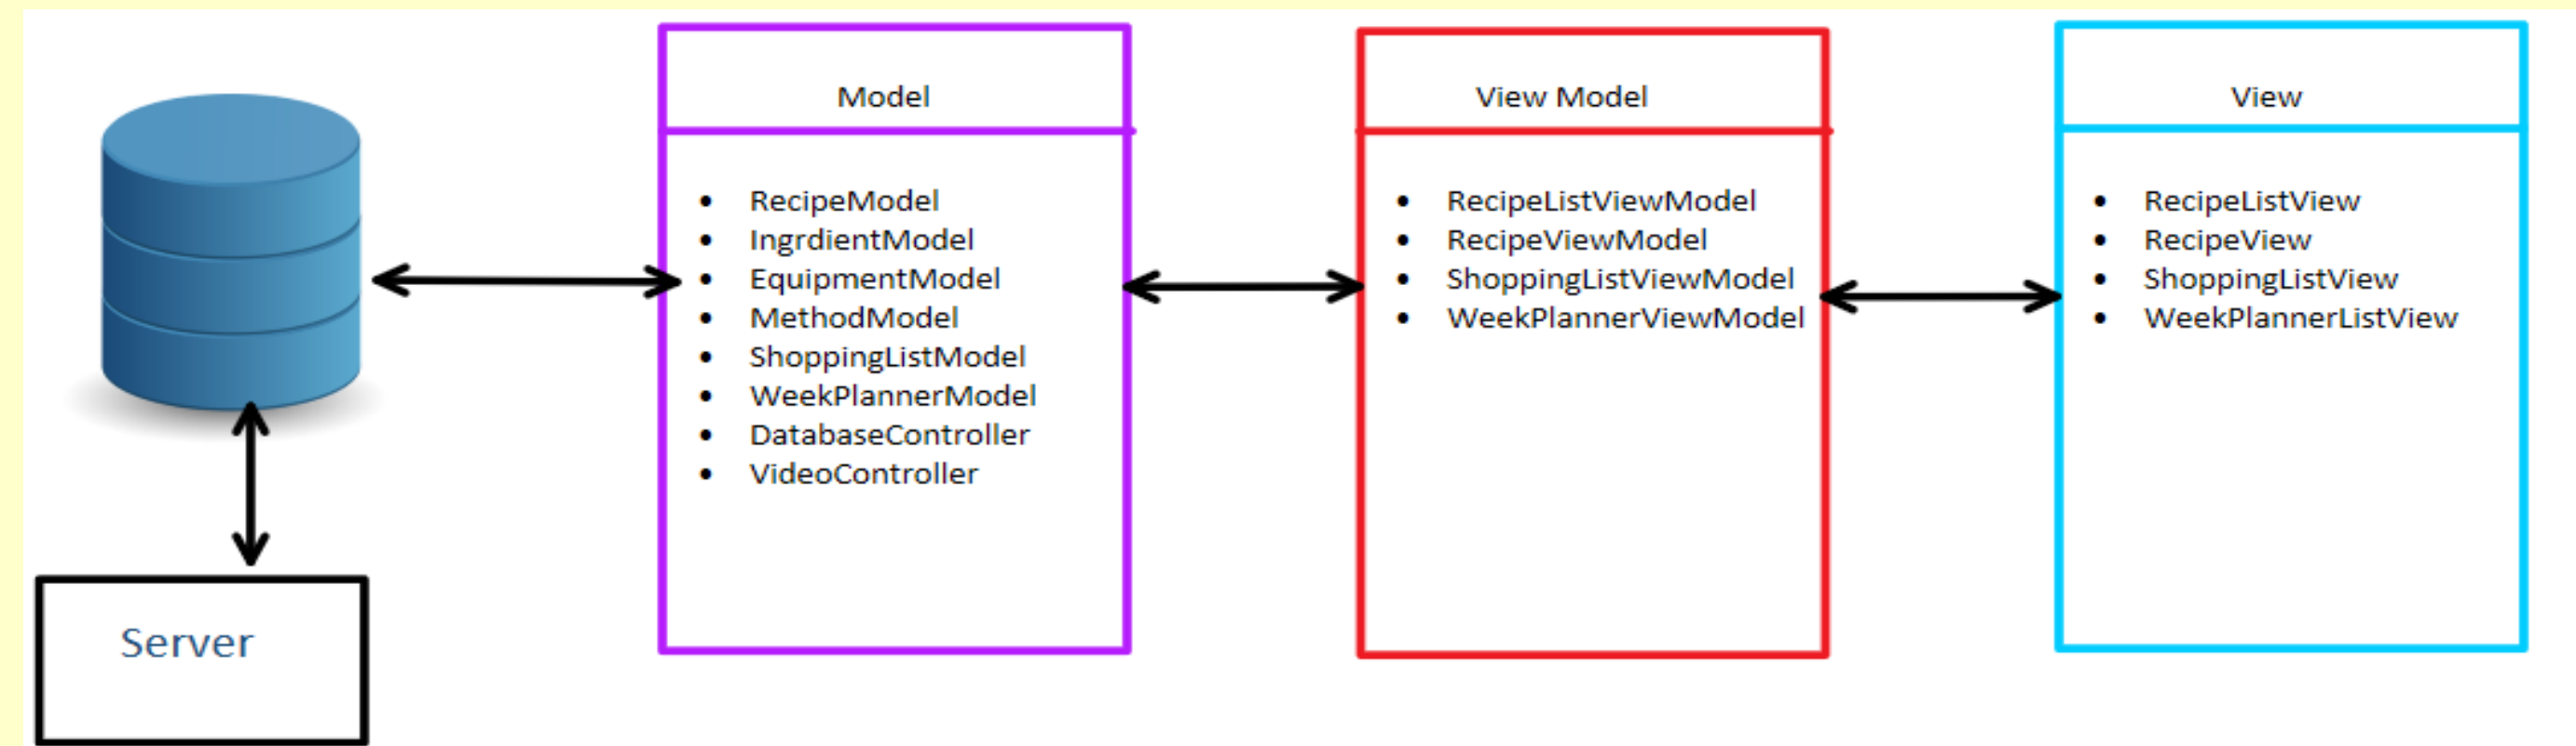 Model
• RecipeModel
• IngrdientModel
• EquipmentModel
• MethodModel
• ShoppingListModel
• WeekPlannerModel
• DatabaseController
• VideoController
View Model
• RecipeListViewModel
• RecipeViewModel
• ShoppingListViewModel
• WeekPlannerViewModel
View
• RecipeListView
• RecipeView
• ShoppingListView
• WeekPlannerListView
Server